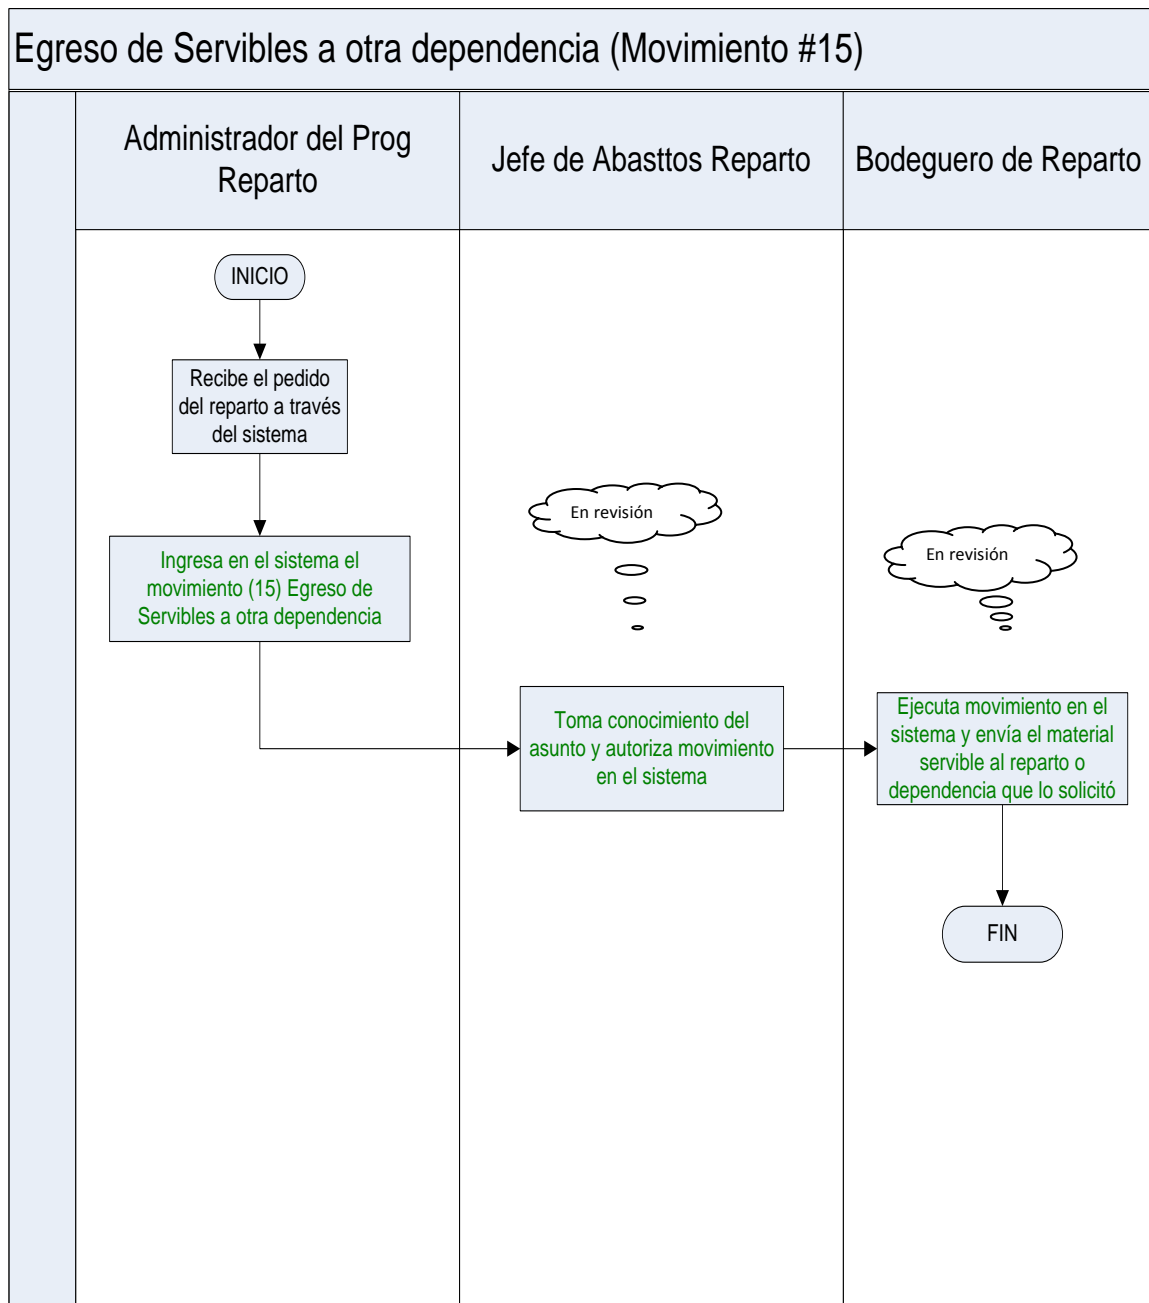 Egreso de Servibles a otra dependencia (Movimiento #15)
Administrador del Prog
Reparto
Jefe de Abasttos Reparto
Bodeguero de Reparto
INICIO
Recibe el pedido
del reparto a través
del sistema
Ingresa en el sistema el
movimiento (15) Egreso de
Servibles a otra dependencia
En revisión
Toma conocimiento del
asunto y autoriza movimiento
en el sistema
En revisión
Ejecuta movimiento en el
sistema y envía el material
servible al reparto o
dependencia que lo solicitó
FIN